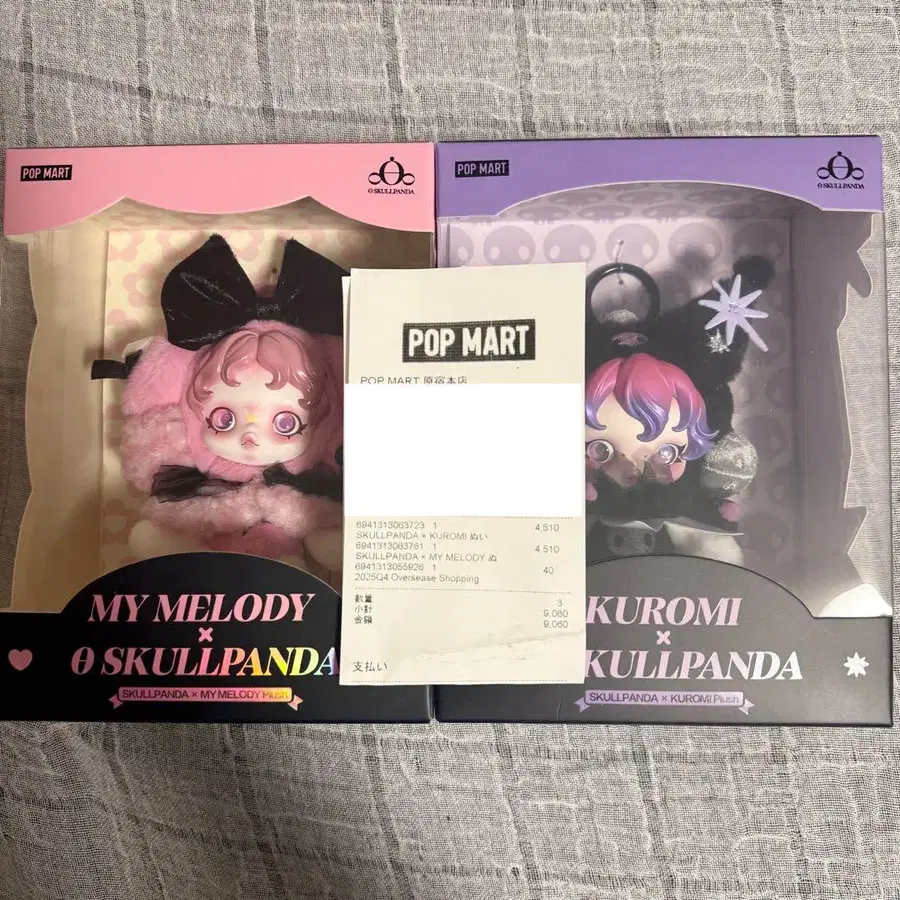 POP MART
θ SKULLPANDA
MY MELODY
×
θ SKULLPANDA
SKULLPANDA × MY MELODY Plush
POP MART
θ SKULLPANDA
KUROMI
×
KULLPANDA
SKULLPANDA × KUROMI Plush
POP MART
POP MART 原宿本店
6941313063723 1 4,510
SKULLPANDA × KUROMI ぬい
6941313063761 1 4,510
SKULLPANDA × MY MELODY ぬ
6941313055926 1 40
2025Q4 Oversease Shopping
数量 3
小計 9,060
金額 9,060
支払い